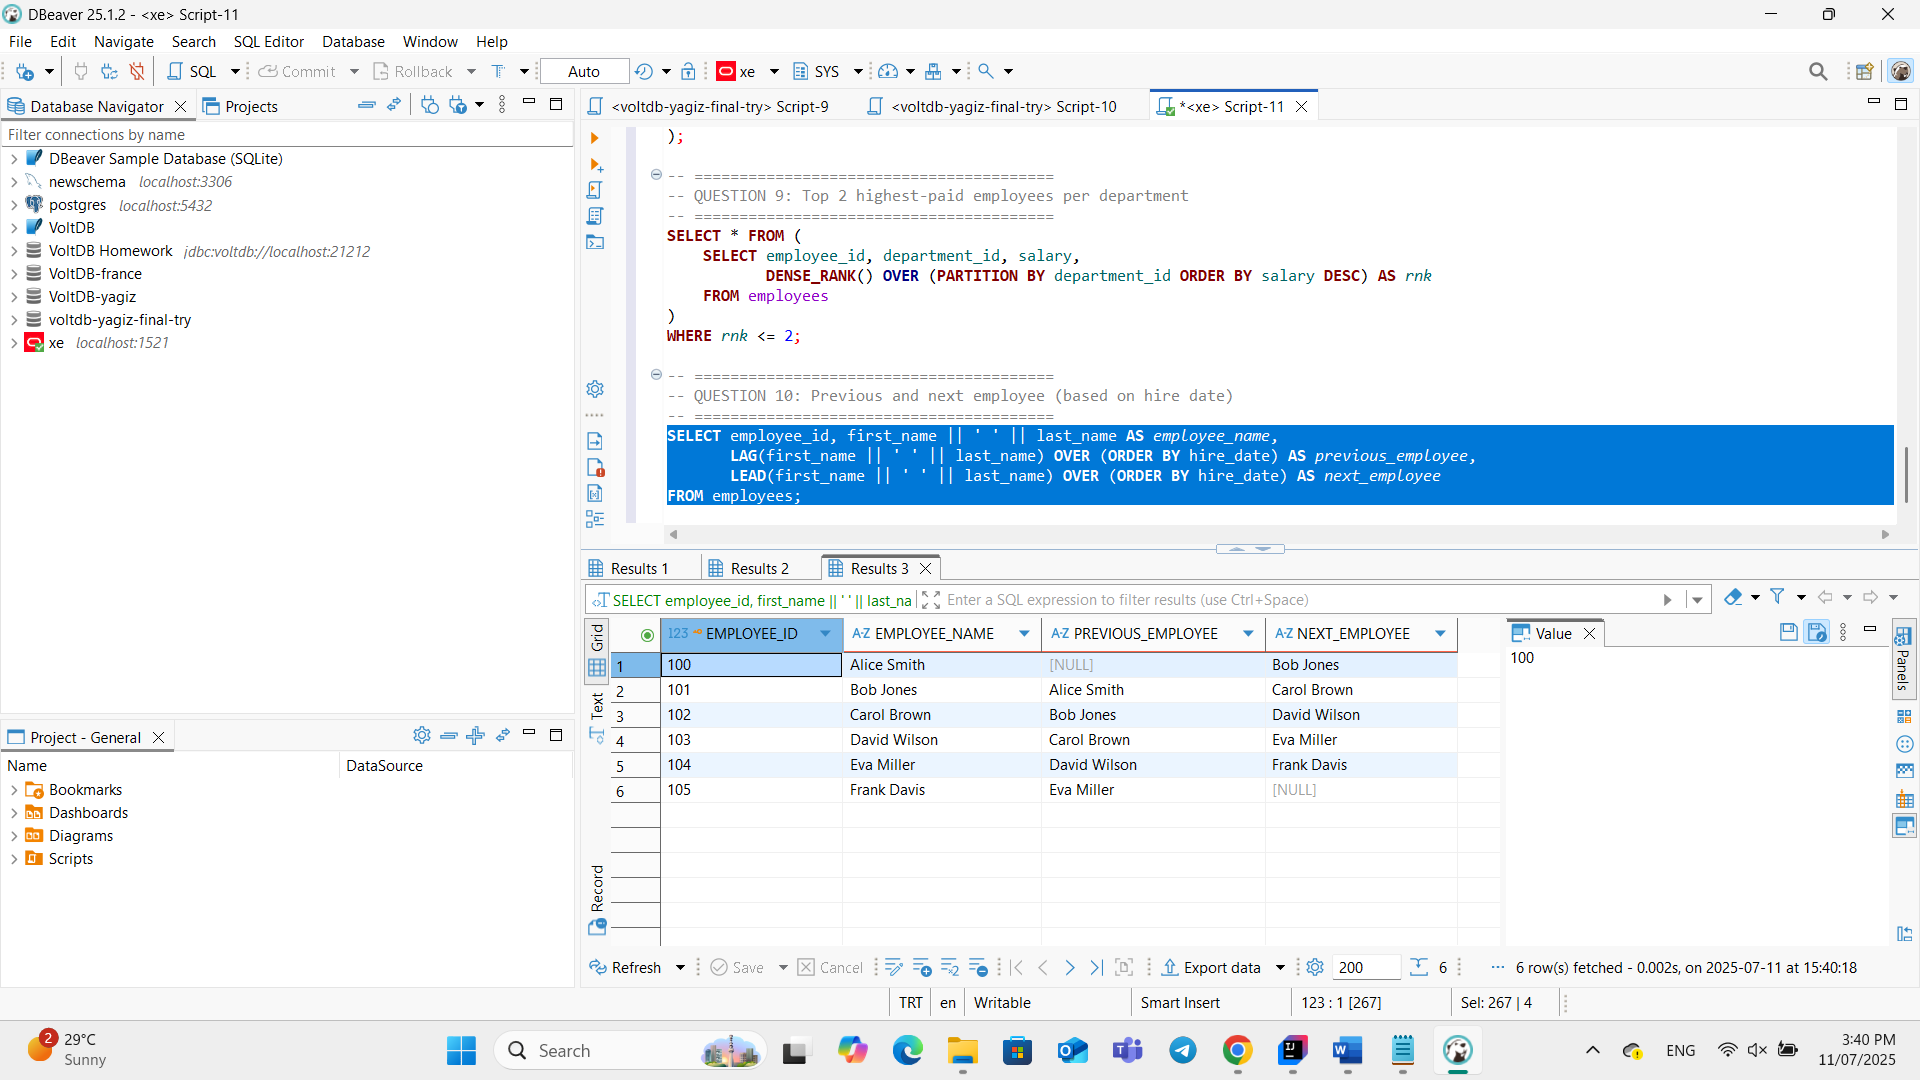 DBeaver 25.1.2 - <xe> Script-11
File Edit Navigate Search SQL Editor Database Window Help
SQL Commit Rollback T Auto xe SYS
Database Navigator Projects
Filter connections by name
DBeaver Sample Database (SQLite)
newschema localhost:3306
postgres localhost:5432
VoltDB
VoltDB Homework jdbc:voltdb://localhost:21212
VoltDB-france
VoltDB-yagiz
voltdb-yagiz-final-try
xe localhost:1521
Project - General
Name DataSource
Bookmarks
Dashboards
Diagrams
Scripts
<voltdb-yagiz-final-try> Script-9 <voltdb-yagiz-final-try> Script-10 *<xe> Script-11
);
-- ========================================
-- QUESTION 9: Top 2 highest-paid employees per department
-- ========================================
SELECT * FROM (
SELECT employee_id, department_id, salary,
DENSE_RANK() OVER (PARTITION BY department_id ORDER BY salary DESC) AS rnk
FROM employees
)
WHERE rnk <= 2;
-- ========================================
-- QUESTION 10: Previous and next employee (based on hire date)
-- ========================================
SELECT employee_id, first_name || ' ' || last_name AS employee_name,
LAG(first_name || ' ' || last_name) OVER (ORDER BY hire_date) AS previous_employee,
LEAD(first_name || ' ' || last_name) OVER (ORDER BY hire_date) AS next_employee
FROM employees;
Results 1 Results 2 Results 3
SELECT employee_id, first_name || ' ' || last_na Enter a SQL expression to filter results (use Ctrl+Space)
Grid
Text
Record
123 EMPLOYEE_ID A-Z EMPLOYEE_NAME A-Z PREVIOUS_EMPLOYEE A-Z NEXT_EMPLOYEE
1 100 Alice Smith [NULL] Bob Jones
2 101 Bob Jones Alice Smith Carol Brown
3 102 Carol Brown Bob Jones David Wilson
4 103 David Wilson Carol Brown Eva Miller
5 104 Eva Miller David Wilson Frank Davis
6 105 Frank Davis Eva Miller [NULL]
Value
100
Panels
Refresh Save Cancel Export data 200 6 ... 6 row(s) fetched - 0.002s, on 2025-07-11 at 15:40:18
TRT en Writable Smart Insert 123 : 1 [267] Sel: 267 | 4
2
29°C
Sunny
Search
ENG
3:40 PM
11/07/2025